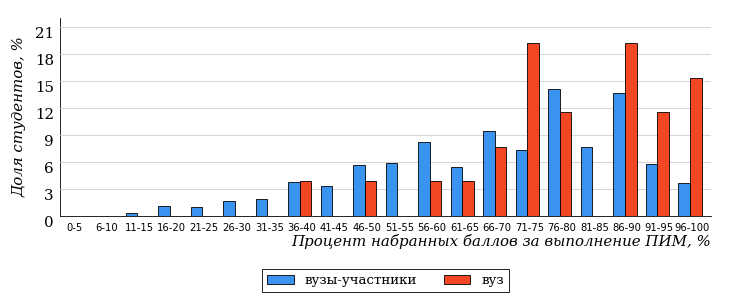 Доля студентов, %
21
18
15
12
9
6
3
0
0-5 6-10 11-15 16-20 21-25 26-30 31-35 36-40 41-45 46-50 51-55 56-60 61-65 66-70 71-75 76-80 81-85 86-90 91-95 96-100
Процент набранных баллов за выполнение ПИМ, %
вузы-участники вуз